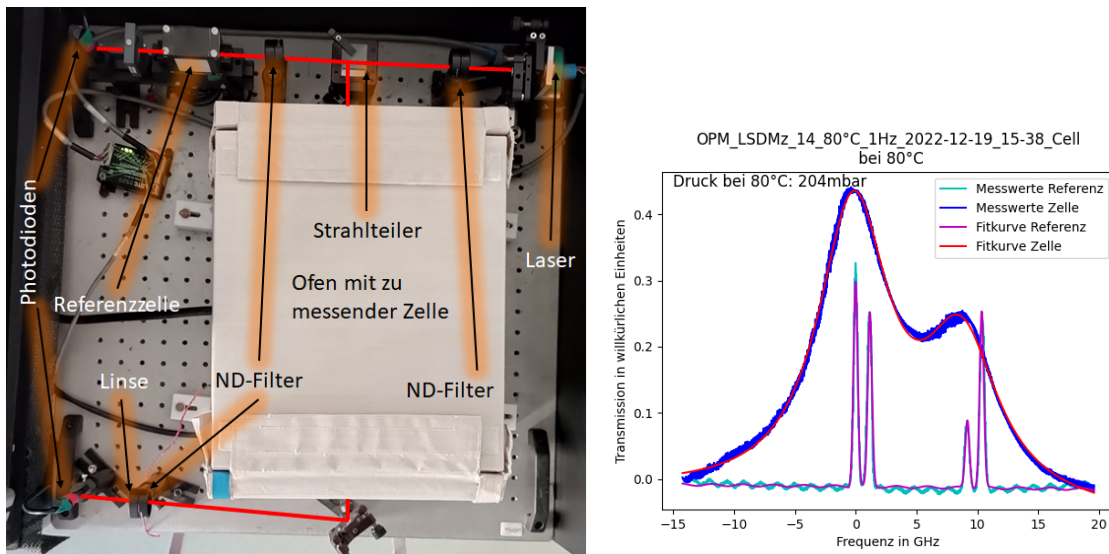 Photodioden
Strahlteiler
Laser
Referenzzelle
Ofen mit zu
messender Zelle
Linse
ND-Filter
ND-Filter
OPM_LSDMz_14_80°C_1Hz_2022-12-19_15-38_Cell
bei 80°C
Druck bei 80°C: 204mbar
Messwerte Referenz
Messwerte Zelle
Fitkurve Referenz
Fitkurve Zelle
Transmission in willkürlichen Einheiten
0.4
0.3
0.2
0.1
0.0
−15 −10 −5 0 5 10 15 20
Frequenz in GHz